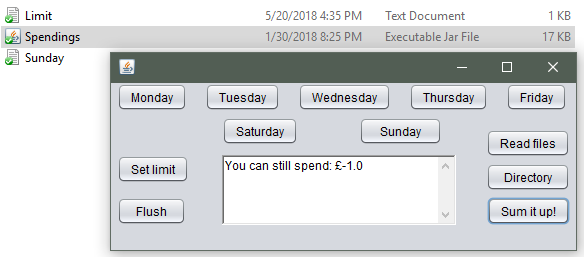 Limit 5/20/2018 4:35 PM Text Document 1 KB
Spendings 1/30/2018 8:25 PM Executable Jar File 17 KB
Sunday
Monday Tuesday Wednesday Thursday Friday
Saturday Sunday
Read files
Set limit
You can still spend: £-1.0
Directory
Flush
Sum it up!